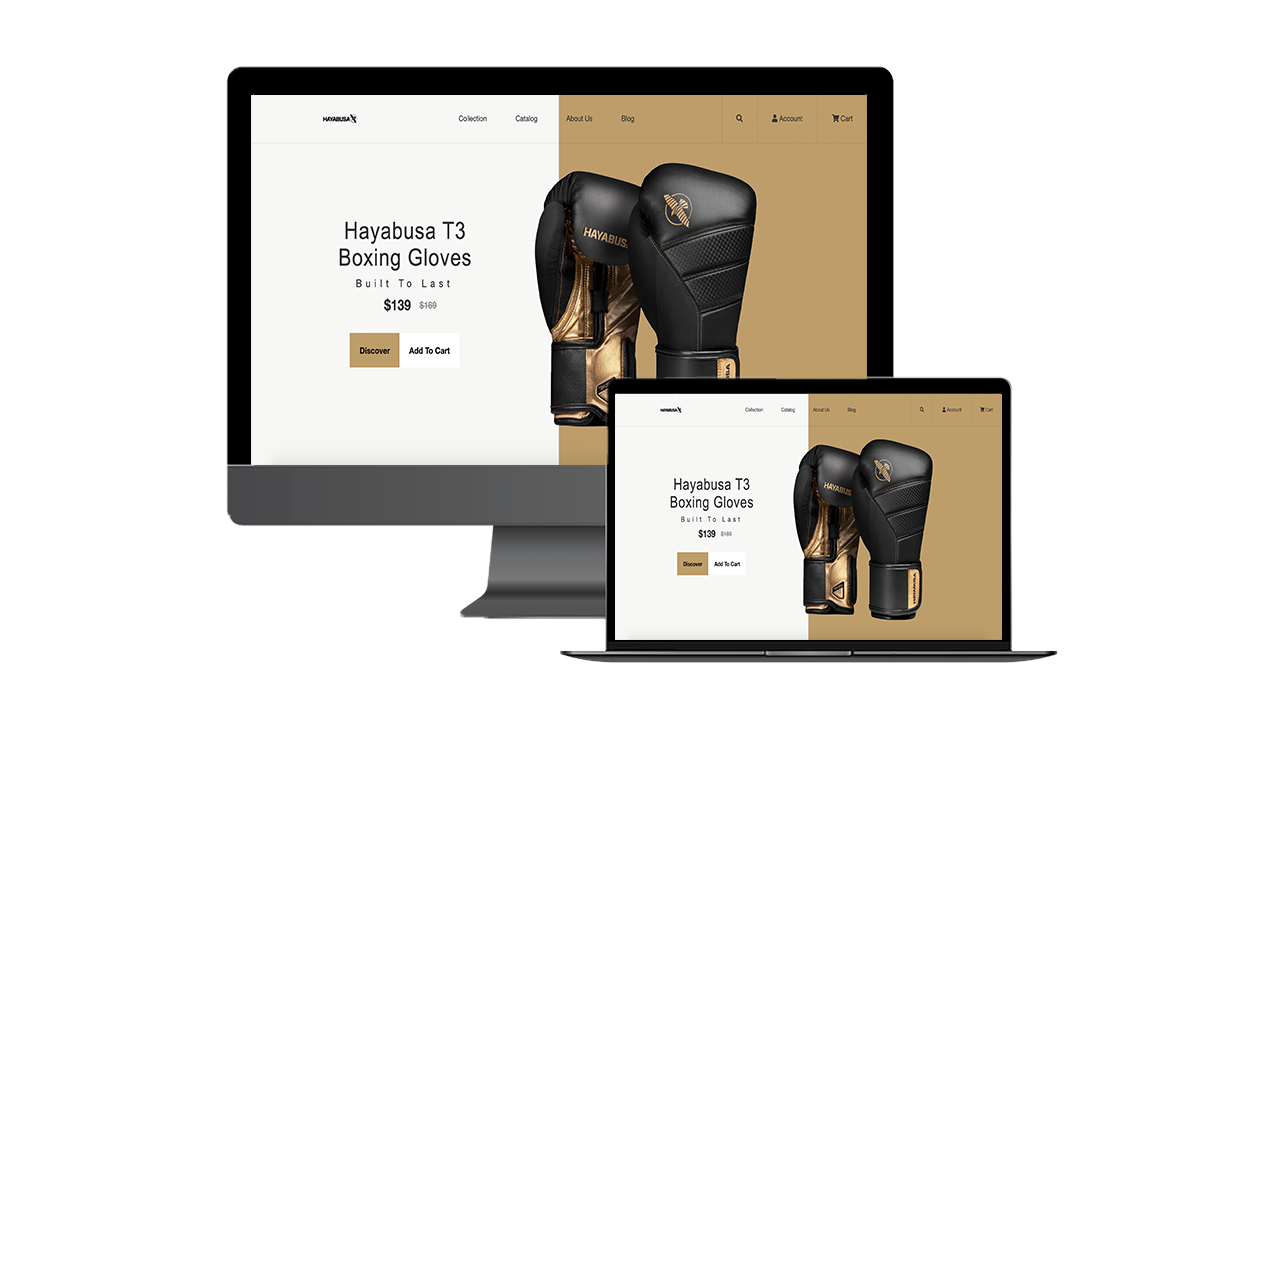 HAYABUSA
Collection
Catalog
About Us
Blog
Account
Cart
Hayabusa T3
Boxing Gloves
Built To Last
$139 $169
Discover
Add To Cart
HAYABUSA
HAYABUSA
Collection
Catalog
About Us
Blog
Account
Cart
Hayabusa T3
Boxing Gloves
Built To Last
$139 $169
Discover
Add To Cart
HAYABUSA
HAYABUSA